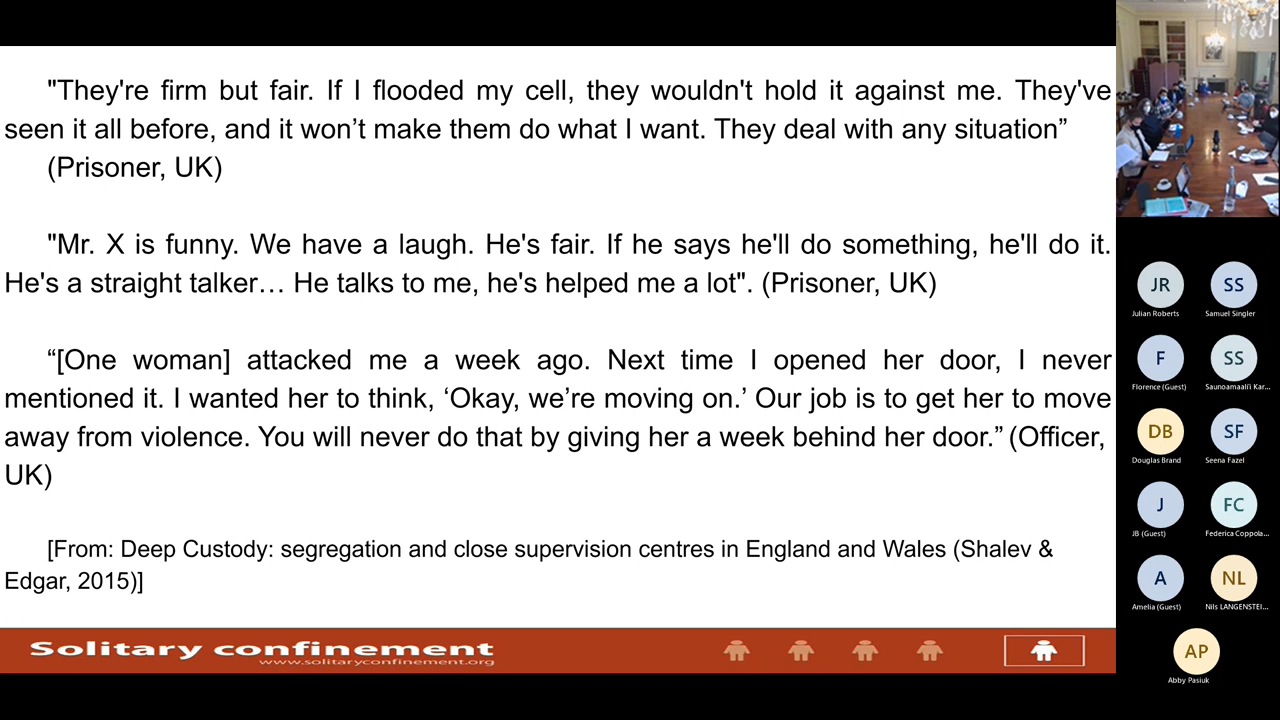 "They're firm but fair. If I flooded my cell, they wouldn't hold it against me. They've
seen it all before, and it won’t make them do what I want. They deal with any situation”
(Prisoner, UK)
"Mr. X is funny. We have a laugh. He's fair. If he says he'll do something, he'll do it.
He's a straight talker… He talks to me, he's helped me a lot". (Prisoner, UK)
“[One woman] attacked me a week ago. Next time I opened her door, I never
mentioned it. I wanted her to think, ‘Okay, we’re moving on.’ Our job is to get her to move
away from violence. You will never do that by giving her a week behind her door.” (Officer,
UK)
[From: Deep Custody: segregation and close supervision centres in England and Wales (Shalev &
Edgar, 2015)]
Solitary confinement
www.solitaryconfinement.org
JR SS
Julian Roberts Samuel Singler
F SS
Florence (Guest) Saunoamaali'i Kar...
DB SF
Douglas Brand Seena Fazel
J FC
JB (Guest) Federica Coppola...
A NL
Amelia (Guest) Nils LANGENSTEI...
AP
Abby Pasiuk